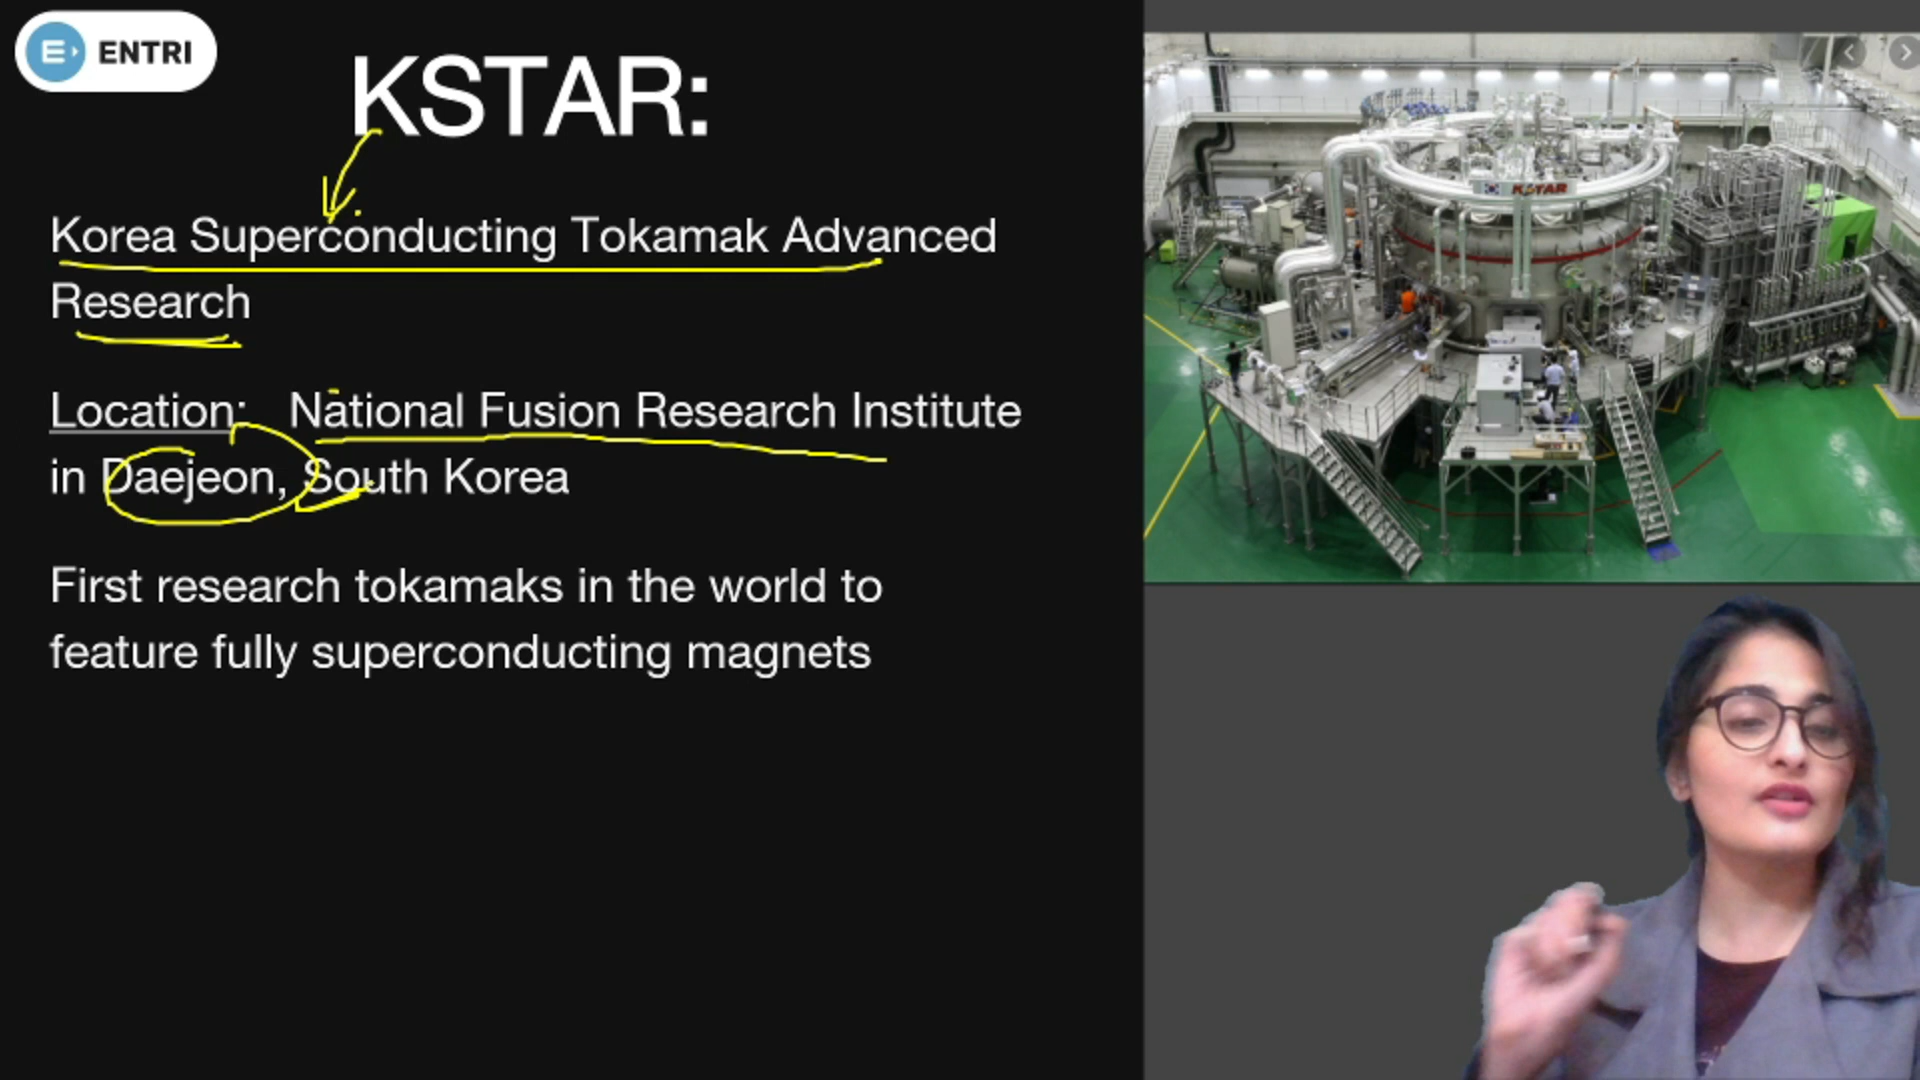 ENTRI
KSTAR:
Korea Superconducting Tokamak Advanced
Research
Location: National Fusion Research Institute
in Daejeon, South Korea
First research tokamaks in the world to
feature fully superconducting magnets
KSTAR